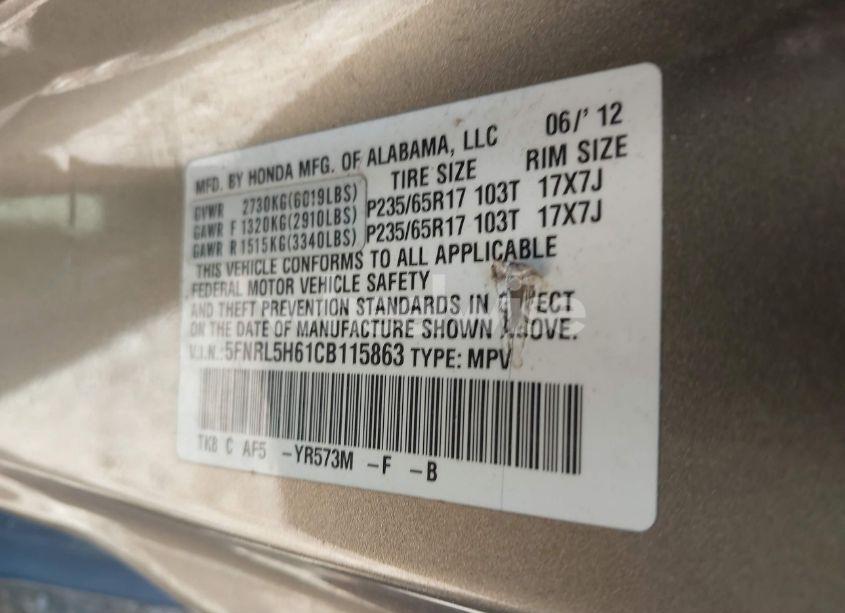 MFD. BY HONDA MFG. OF ALABAMA, LLC 06/' 12
TIRE SIZE RIM SIZE
GVWR 2730KG(6019LBS)
GAWR F 1320KG(2910LBS) P235/65R17 103T 17X7J
GAWR R 1515KG(3340LBS) P235/65R17 103T 17X7J
THIS VEHICLE CONFORMS TO ALL APPLICABLE
FEDERAL MOTOR VEHICLE SAFETY
AND THEFT PREVENTION STANDARDS IN EFFECT
ON THE DATE OF MANUFACTURE SHOWN ABOVE.
V.I.N.:5FNRL5H61CB115863 TYPE: MPV
TK8 C AF5 -YR573M -F -B